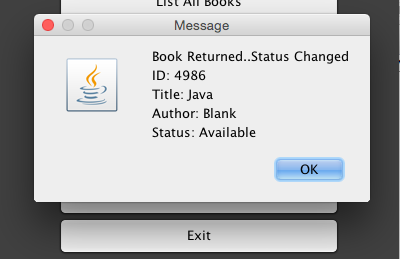 List All Books
Message
Book Returned..Status Changed
ID: 4986
Title: Java
Author: Blank
Status: Available
OK
Exit